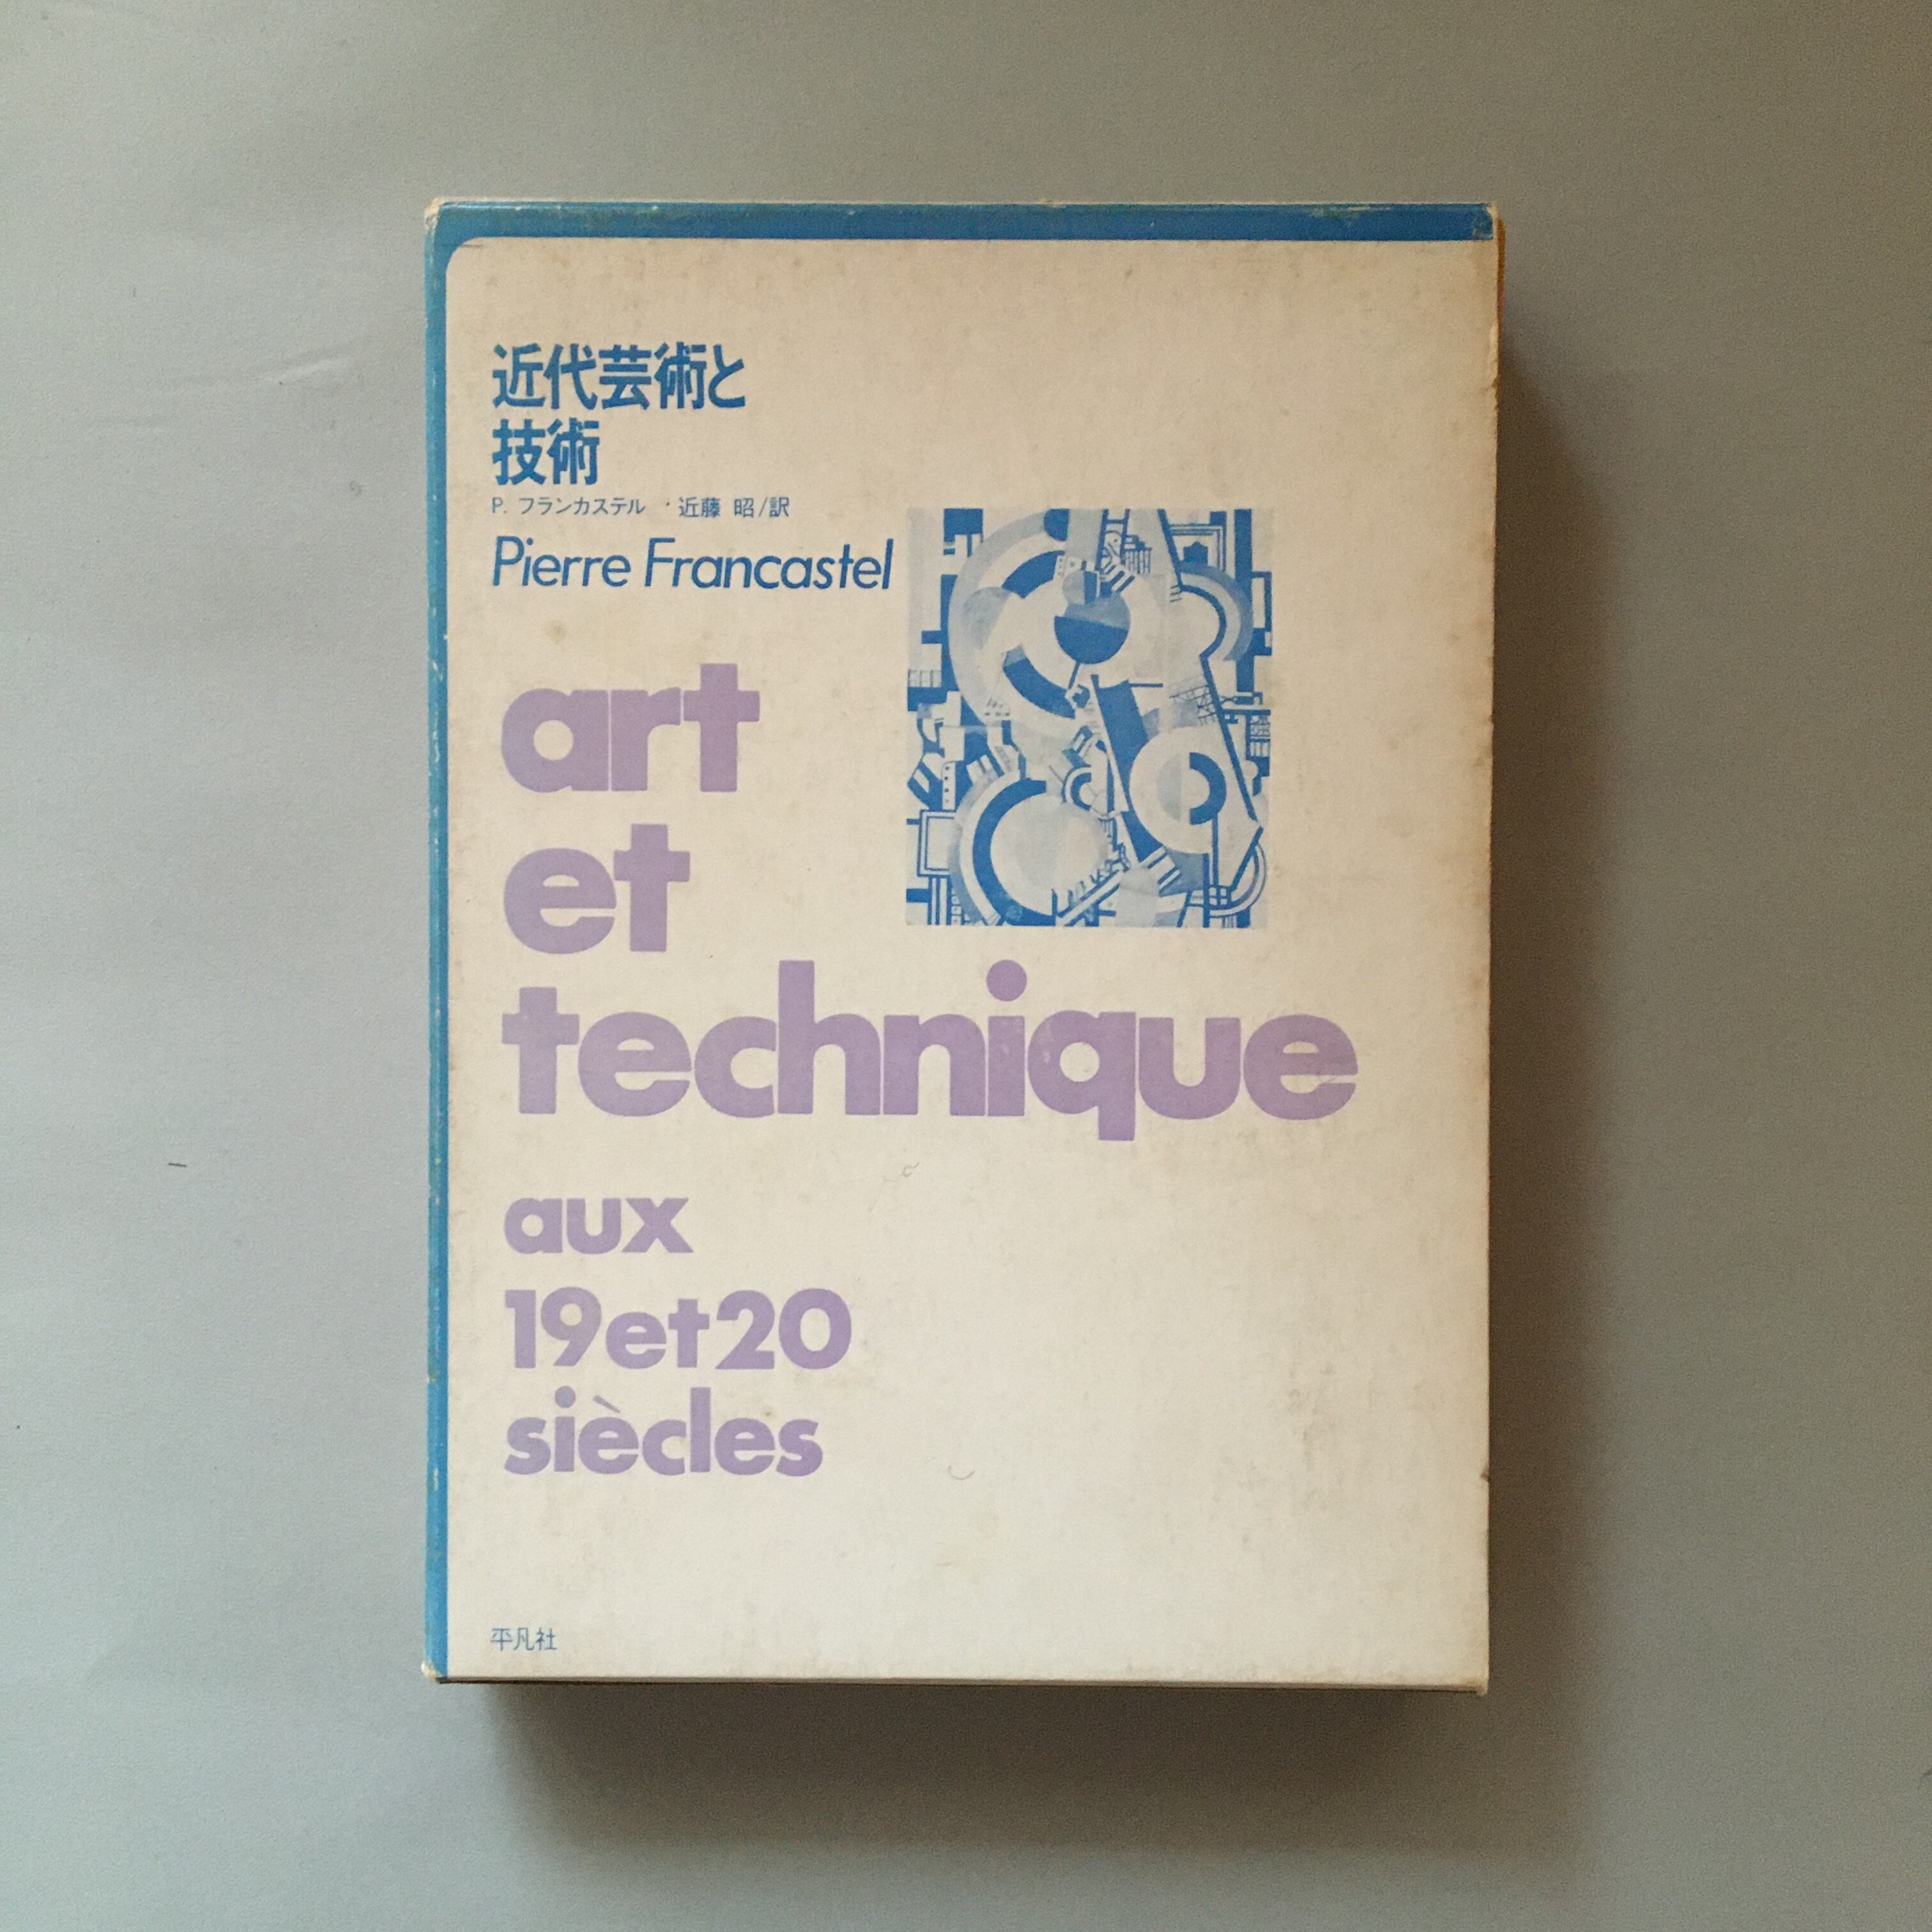 近代芸術と
技術
P. フランカステル ・近藤 昭/訳
Pierre Francastel
art
et
technique
aux
19et20
siècles
平凡社